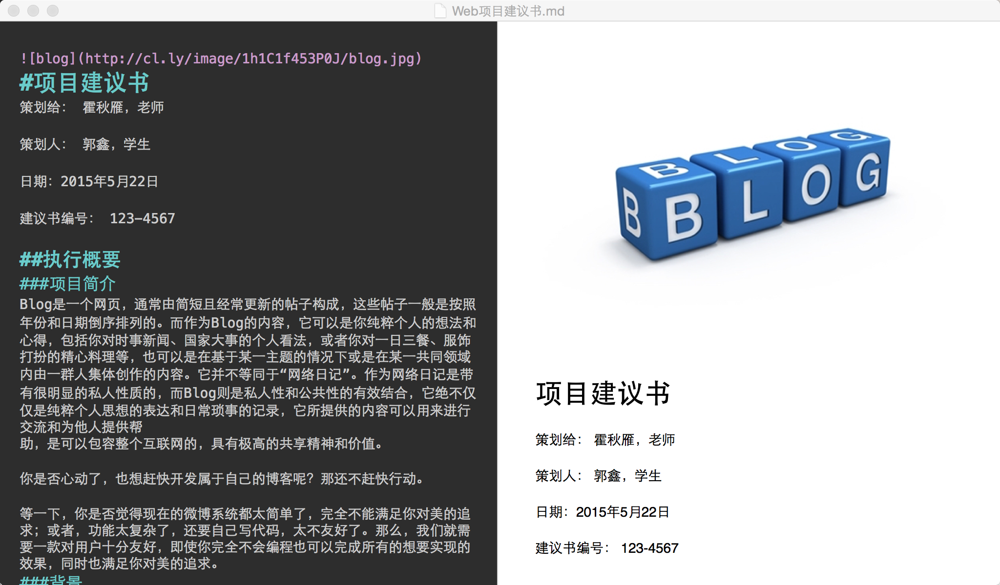 Web项目建议书.md
![blog](http://cl.ly/image/1h1C1f453P0J/blog.jpg)
#项目建议书
策划给： 霍秋雁，老师
策划人： 郭鑫，学生
日期：2015年5月22日
建议书编号： 123-4567
##执行概要
###项目简介
Blog是一个网页，通常由简短且经常更新的帖子构成，这些帖子一般是按照
年份和日期倒序排列的。而作为Blog的内容，它可以是你纯粹个人的想法和
心得，包括你对时事新闻、国家大事的个人看法，或者你对一日三餐、服饰
打扮的精心料理等，也可以是在基于某一主题的情况下或是在某一共同领域
内由一群人集体创作的内容。它并不等同于“网络日记”。作为网络日记是带
有很明显的私人性质的，而Blog则是私人性和公共性的有效结合，它绝不仅
仅是纯粹个人思想的表达和日常琐事的记录，它所提供的内容可以用来进行
交流和为他人提供帮
助，是可以包容整个互联网的，具有极高的共享精神和价值。
你是否心动了，也想赶快开发属于自己的博客呢？那还不赶快行动。
等一下，你是否觉得现在的微博系统都太简单了，完全不能满足你对美的追
求；或者，功能太复杂了，还要自己写代码，太不友好了。那么，我们就需
要一款对用户十分友好，即使你完全不会编程也可以完成所有的想要实现的
效果，同时也满足你对美的追求。
###背景
B L O G
B B L O G
项目建议书
策划给： 霍秋雁，老师
策划人： 郭鑫，学生
日期：2015年5月22日
建议书编号： 123-4567